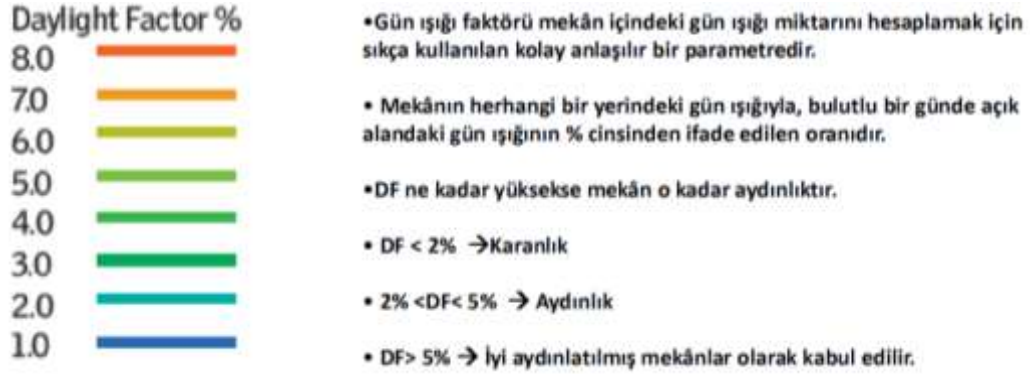 Daylight Factor %
8.0
7.0
6.0
5.0
4.0
3.0
2.0
1.0
•Gün ışığı faktörü mekân içindeki gün ışığı miktarını hesaplamak için
sıkça kullanılan kolay anlaşılır bir parametredir.
• Mekânın herhangi bir yerindeki gün ışığıyla, bulutlu bir günde açık
alandaki gün ışığının % cinsinden ifade edilen oranıdır.
•DF ne kadar yüksekse mekân o kadar aydınlıktır.
• DF < 2% →Karanlık
• 2% <DF< 5% → Aydınlık
• DF> 5% → İyi aydınlatılmış mekânlar olarak kabul edilir.